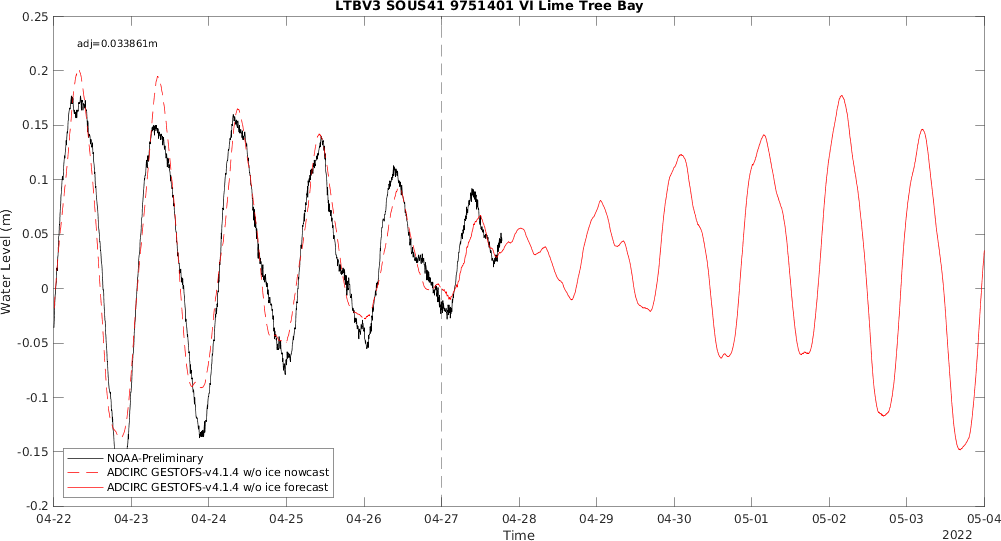 LTBV3 SOUS41 9751401 VI Lime Tree Bay
adj=0.033861m
0.25
0.2
0.15
0.1
0.05
0
-0.05
-0.1
-0.15
-0.2
Water Level (m)
NOAA-Preliminary
ADCIRC GESTOFS-v4.1.4 w/o ice nowcast
ADCIRC GESTOFS-v4.1.4 w/o ice forecast
04-22 04-23 04-24 04-25 04-26 04-27 04-28 04-29 04-30 05-01 05-02 05-03 05-04
Time
2022